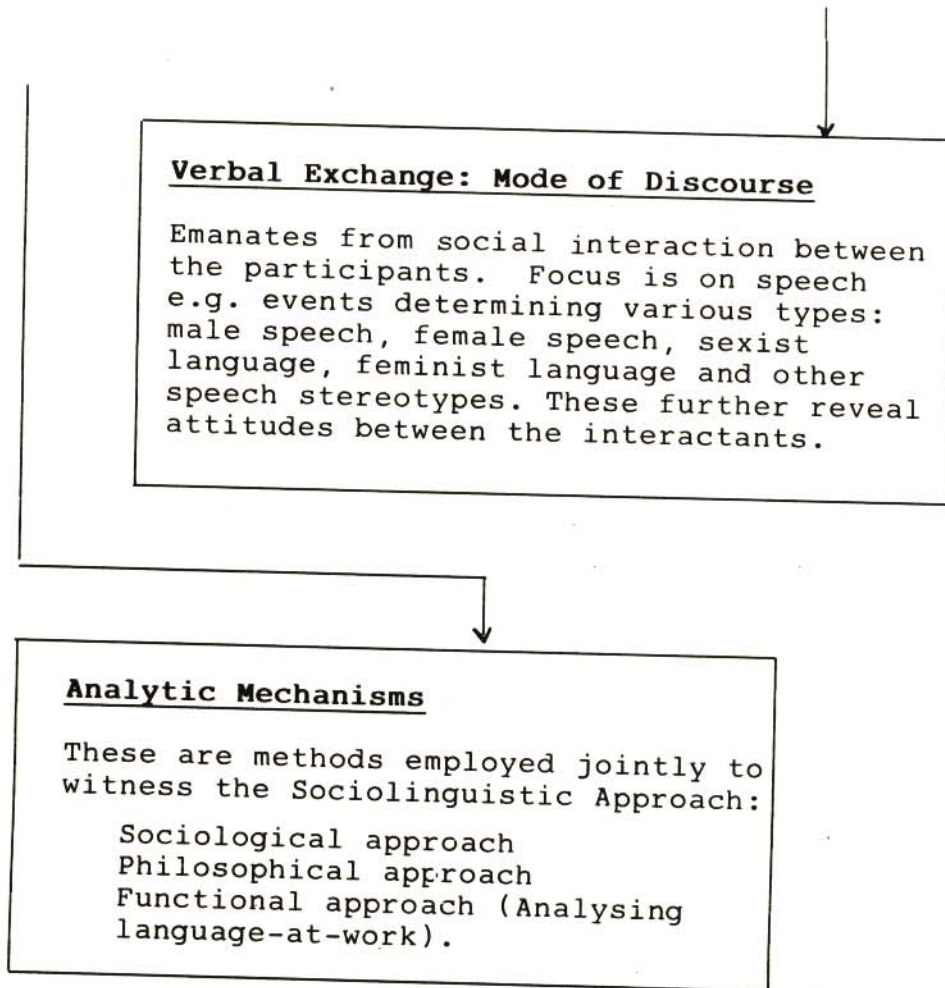 Verbal Exchange: Mode of Discourse
Emanates from social interaction between
the participants. Focus is on speech
e.g. events determining various types:
male speech, female speech, sexist
language, feminist language and other
speech stereotypes. These further reveal
attitudes between the interactants.
Analytic Mechanisms
These are methods employed jointly to
witness the Sociolinguistic Approach:
Sociological approach
Philosophical approach
Functional approach (Analysing
language-at-work).